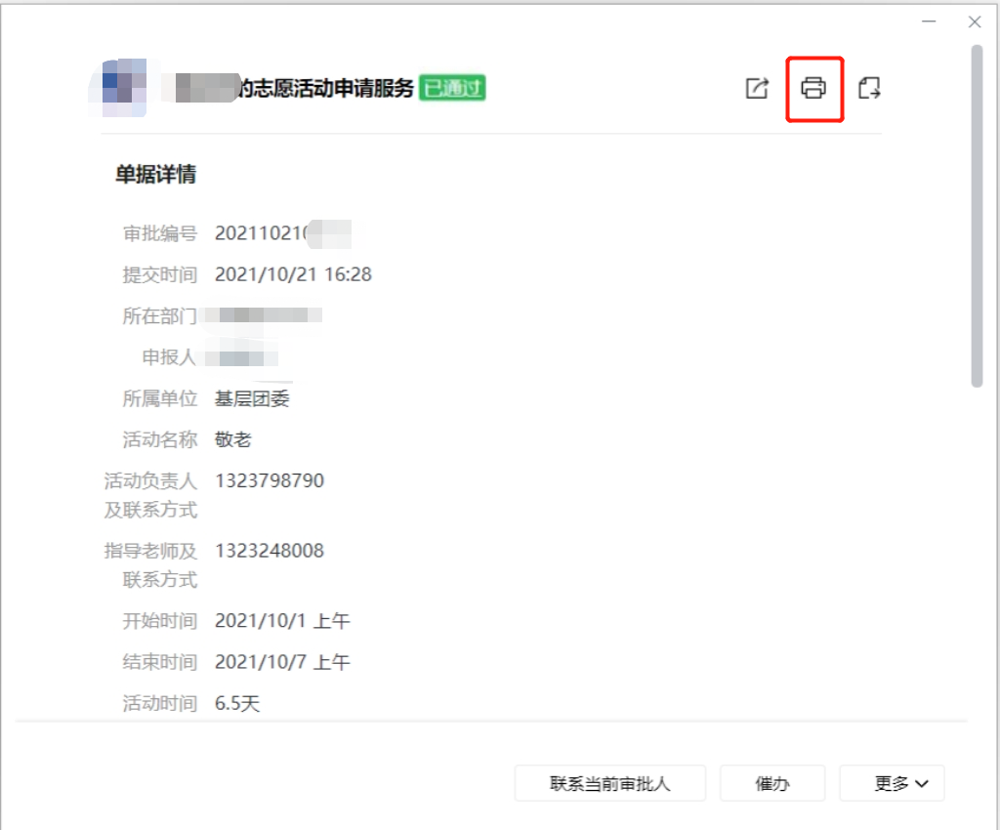 的志愿活动申请服务 已通过
单据详情
审批编号 202110210
提交时间 2021/10/21 16:28
所在部门
申报人
所属单位 基层团委
活动名称 敬老
活动负责人 1323798790
及联系方式
指导老师及 1323248008
联系方式
开始时间 2021/10/1 上午
结束时间 2021/10/7 上午
活动时间 6.5天
联系当前审批人 催办 更多